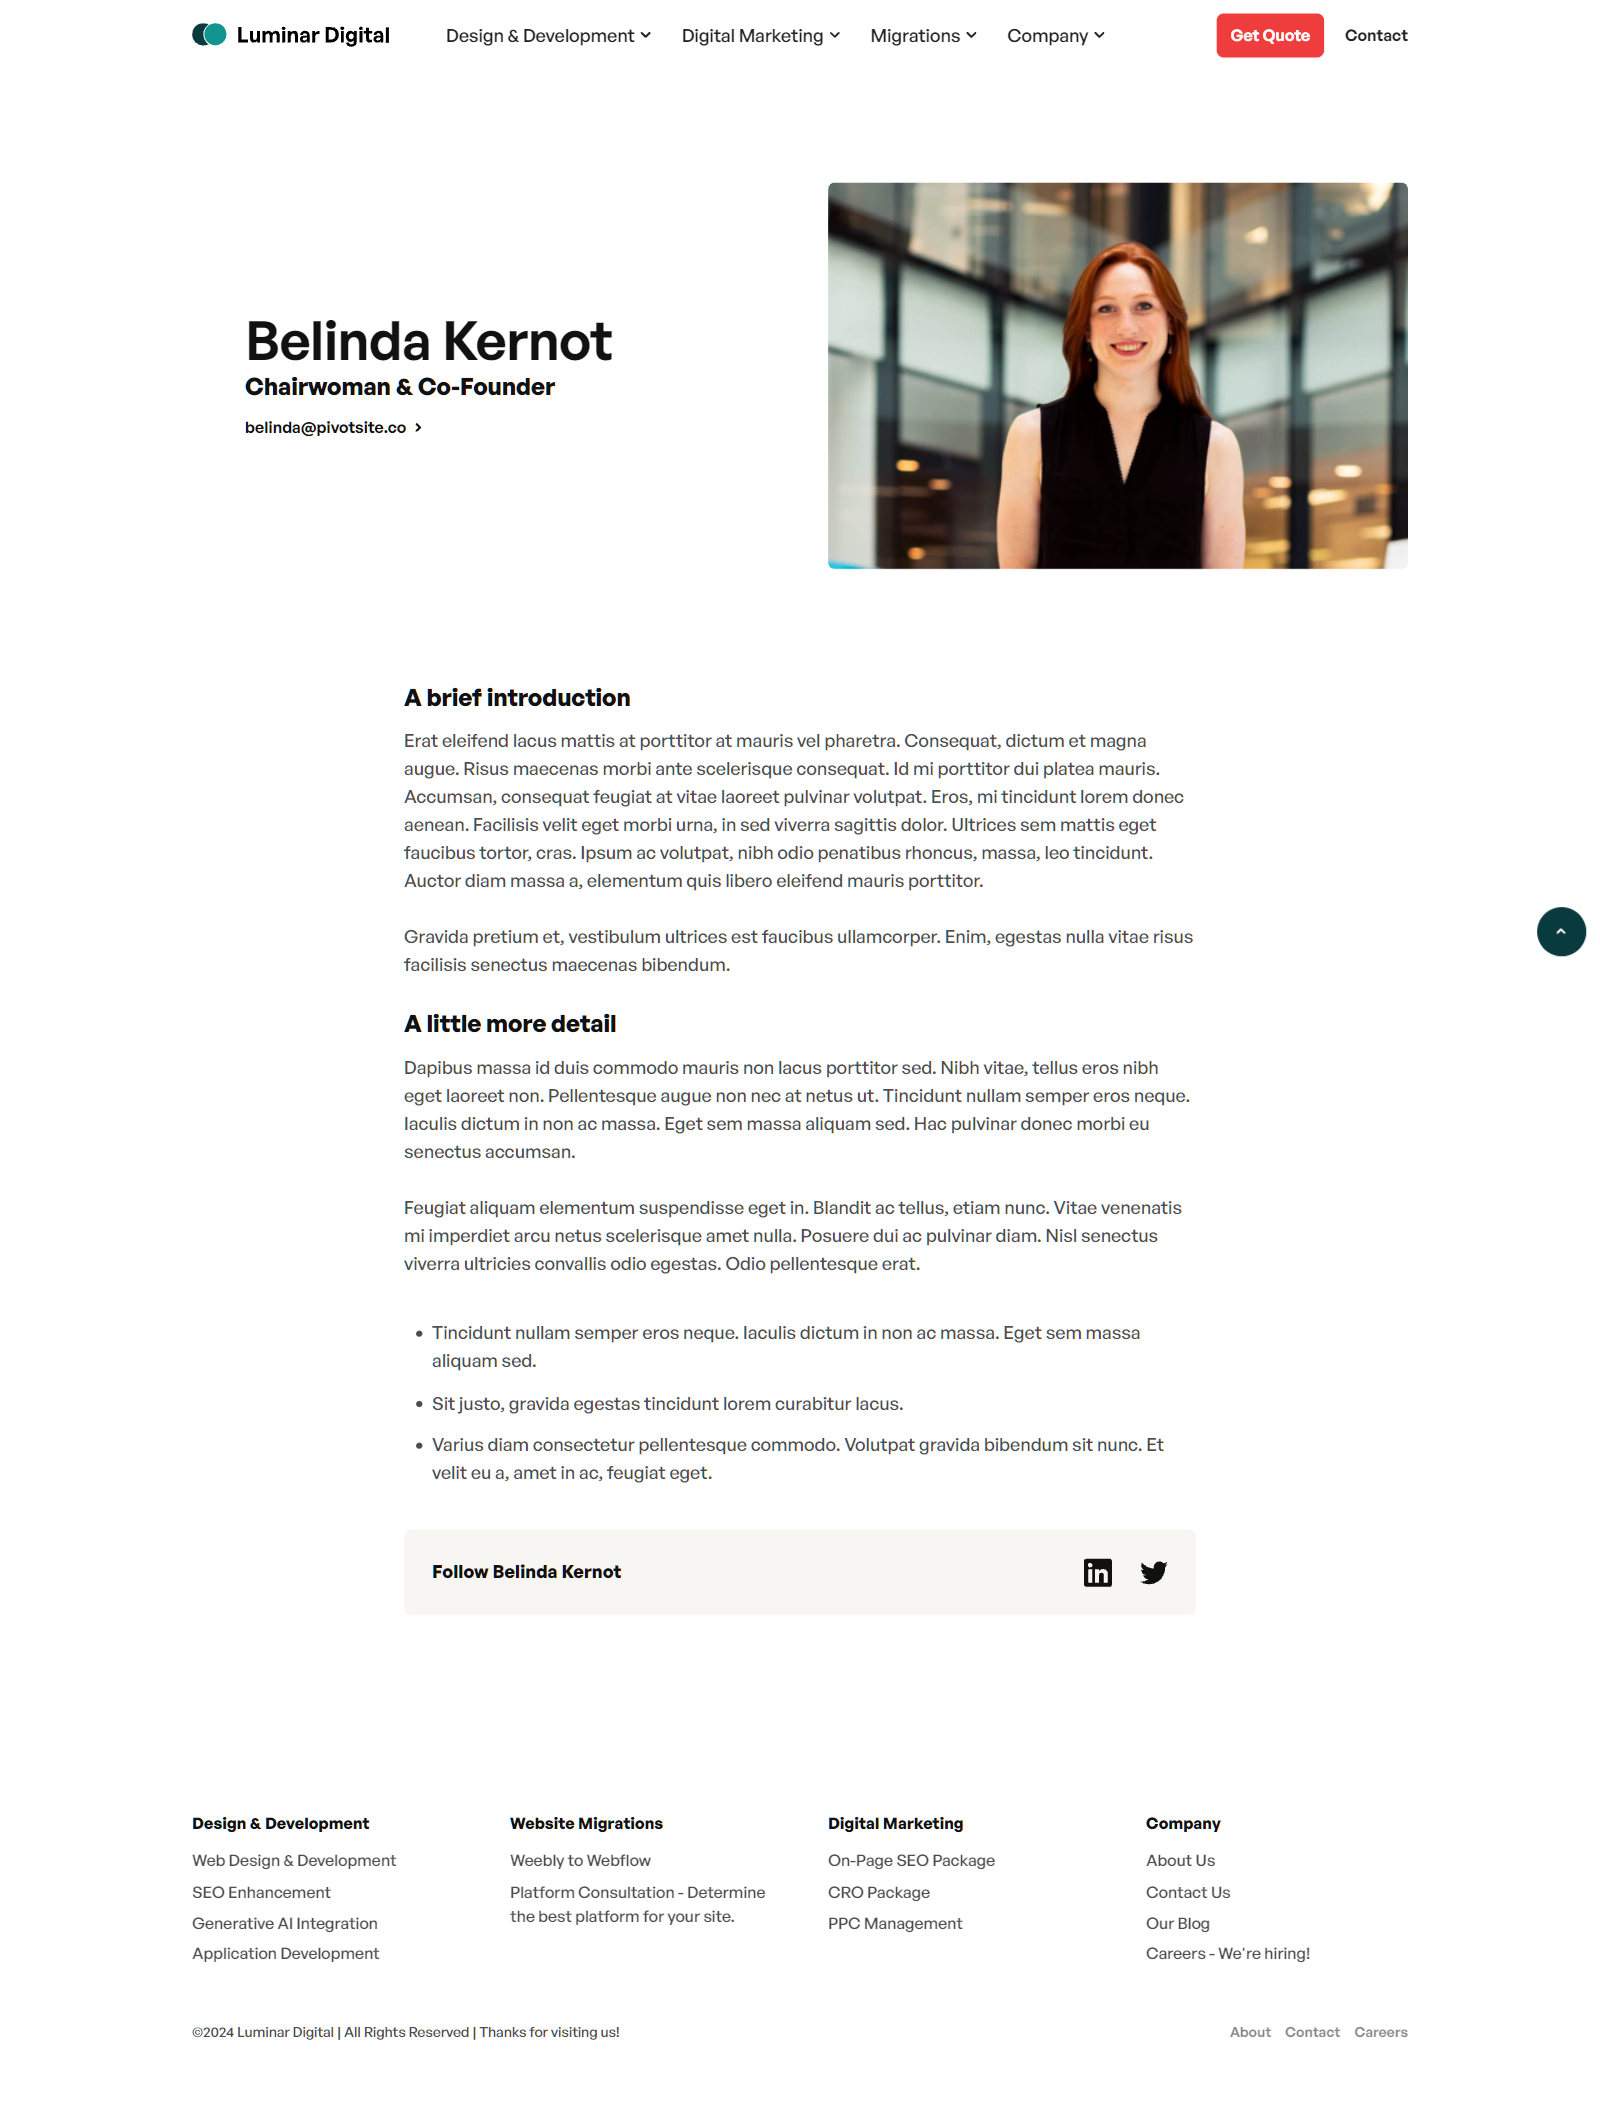 Luminar Digital
Design & Development
Digital Marketing
Migrations
Company
Get Quote
Contact
Belinda Kernot
Chairwoman & Co-Founder
belinda@pivotsite.co
A brief introduction
Erat eleifend lacus mattis at porttitor at mauris vel pharetra. Consequat, dictum et magna
augue. Risus maecenas morbi ante scelerisque consequat. Id mi porttitor dui platea mauris.
Accumsan, consequat feugiat at vitae laoreet pulvinar volutpat. Eros, mi tincidunt lorem donec
aenean. Facilisis velit eget morbi urna, in sed viverra sagittis dolor. Ultrices sem mattis eget
faucibus tortor, cras. Ipsum ac volutpat, nibh odio penatibus rhoncus, massa, leo tincidunt.
Auctor diam massa a, elementum quis libero eleifend mauris porttitor.
Gravida pretium et, vestibulum ultrices est faucibus ullamcorper. Enim, egestas nulla vitae risus
facilisis senectus maecenas bibendum.
A little more detail
Dapibus massa id duis commodo mauris non lacus porttitor sed. Nibh vitae, tellus eros nibh
eget laoreet non. Pellentesque augue non nec at netus ut. Tincidunt nullam semper eros neque.
Iaculis dictum in non ac massa. Eget sem massa aliquam sed. Hac pulvinar donec morbi eu
senectus accumsan.
Feugiat aliquam elementum suspendisse eget in. Blandit ac tellus, etiam nunc. Vitae venenatis
mi imperdiet arcu netus scelerisque amet nulla. Posuere dui ac pulvinar diam. Nisl senectus
viverra ultricies convallis odio egestas. Odio pellentesque erat.
• Tincidunt nullam semper eros neque. Iaculis dictum in non ac massa. Eget sem massa
aliquam sed.
• Sit justo, gravida egestas tincidunt lorem curabitur lacus.
• Varius diam consectetur pellentesque commodo. Volutpat gravida bibendum sit nunc. Et
velit eu a, amet in ac, feugiat eget.
Follow Belinda Kernot
in
Design & Development
Web Design & Development
SEO Enhancement
Generative AI Integration
Application Development
Website Migrations
Weebly to Webflow
Platform Consultation - Determine
the best platform for your site.
Digital Marketing
On-Page SEO Package
CRO Package
PPC Management
Company
About Us
Contact Us
Our Blog
Careers - We're hiring!
©2024 Luminar Digital | All Rights Reserved | Thanks for visiting us!
About
Contact
Careers